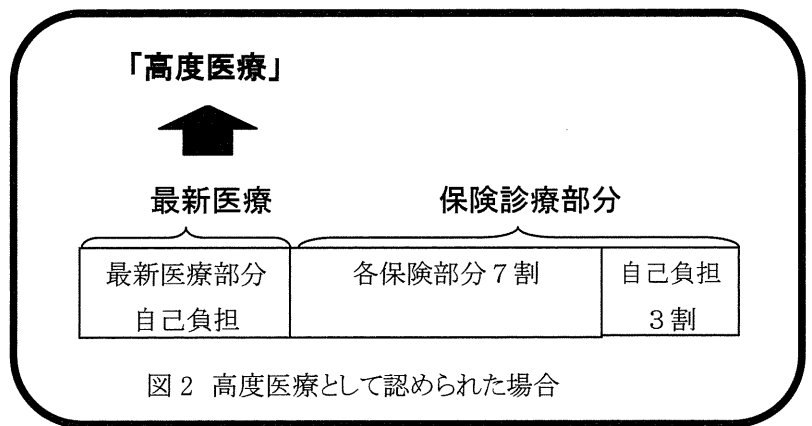 「高度医療」
最新医療
保険診療部分
最新医療部分
自己負担
各保険部分７割
自己負担
３割
図２ 高度医療として認められた場合